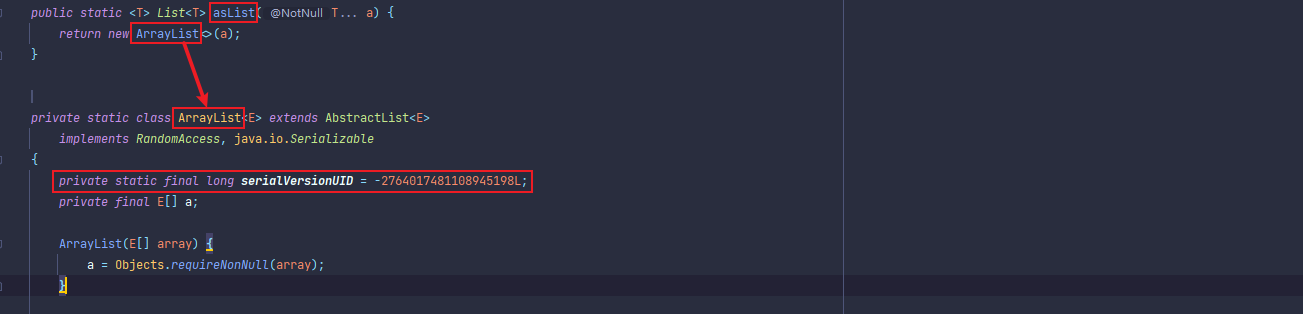 public static <T> List<T> asList( @NotNull T... a) {
return new ArrayList<>(a);
}
private static class ArrayList<E> extends AbstractList<E>
implements RandomAccess, java.io.Serializable
{
private static final long serialVersionUID = -2764017481108945198L;
private final E[] a;
ArrayList(E[] array) {
a = Objects.requireNonNull(array);
}